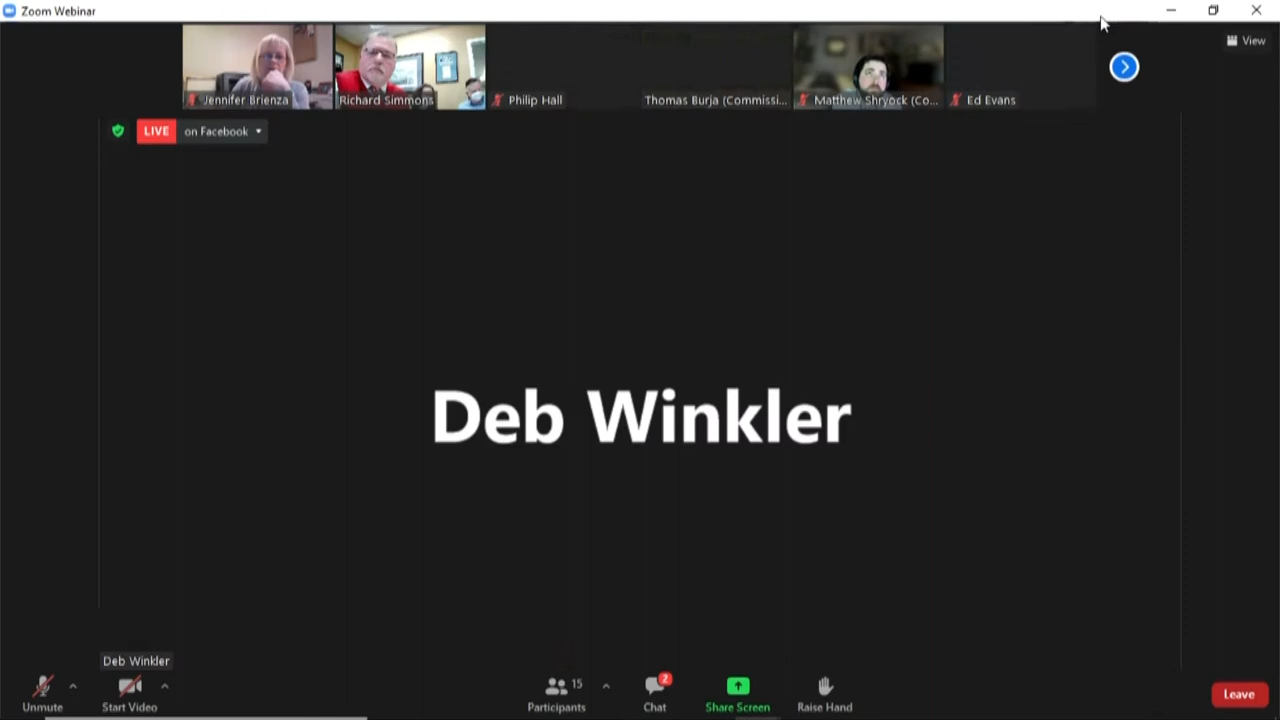 Zoom Webinar
View
Jennifer Brienza
Richard Simmons
Philip Hall
Thomas Burja (Commissi...
Matthew Shryock (Co...
Ed Evans
LIVE on Facebook
Deb Winkler
Deb Winkler
Unmute
Start Video
15
Participants
2
Chat
Share Screen
Raise Hand
Leave